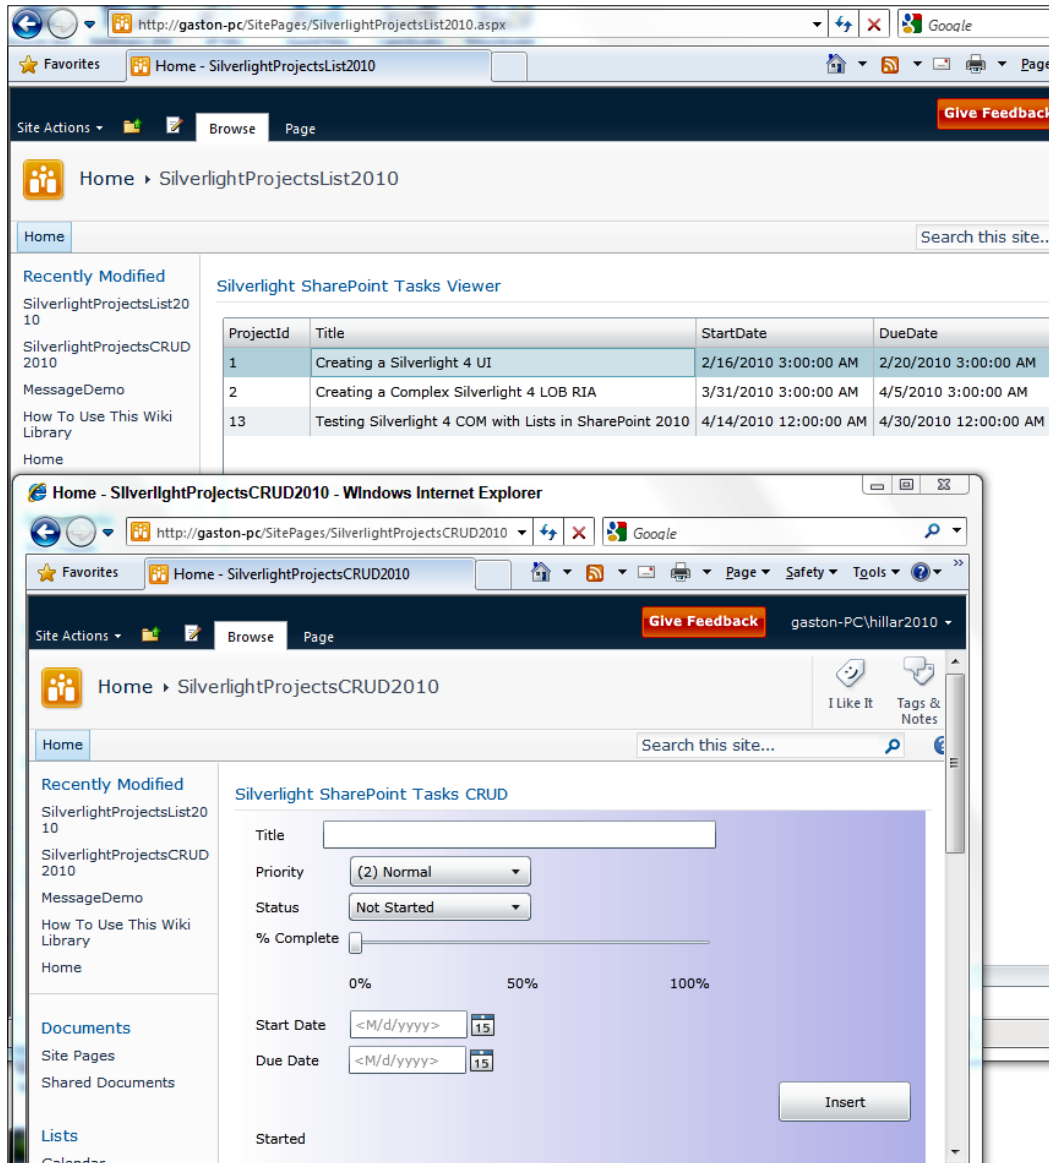 http://gaston-pc/SitePages/SilverlightProjectsList2010.aspx
Google
Favorites
Home - SilverlightProjectsList2010
Page
Site Actions
Browse
Page
Give Feedback
Home ▸ SilverlightProjectsList2010
Home
Search this site...
Recently Modified
SilverlightProjectsList20
10
SilverlightProjectsCRUD
2010
MessageDemo
How To Use This Wiki
Library
Home
Silverlight SharePoint Tasks Viewer
ProjectId Title StartDate DueDate
1 Creating a Silverlight 4 UI 2/16/2010 3:00:00 AM 2/20/2010 3:00:00 AM
2 Creating a Complex Silverlight 4 LOB RIA 3/31/2010 3:00:00 AM 4/5/2010 3:00:00 AM
13 Testing Silverlight 4 COM with Lists in SharePoint 2010 4/14/2010 12:00:00 AM 4/30/2010 12:00:00 AM
Home - SilverlightProjectsCRUD2010 - Windows Internet Explorer
http://gaston-pc/SitePages/SilverlightProjectsCRUD2010
Google
Favorites
Home - SilverlightProjectsCRUD2010
Page Safety Tools
Site Actions
Browse
Page
Give Feedback
gaston-PC\hillar2010
Home ▸ SilverlightProjectsCRUD2010
I Like It
Tags &
Notes
Home
Search this site...
Recently Modified
SilverlightProjectsList20
10
SilverlightProjectsCRUD
2010
MessageDemo
How To Use This Wiki
Library
Home
Documents
Site Pages
Shared Documents
Lists
Calendar
Silverlight SharePoint Tasks CRUD
Title
Priority (2) Normal
Status Not Started
% Complete
0% 50% 100%
Start Date <M/d/yyyy> 15
Due Date <M/d/yyyy> 15
Insert
Started